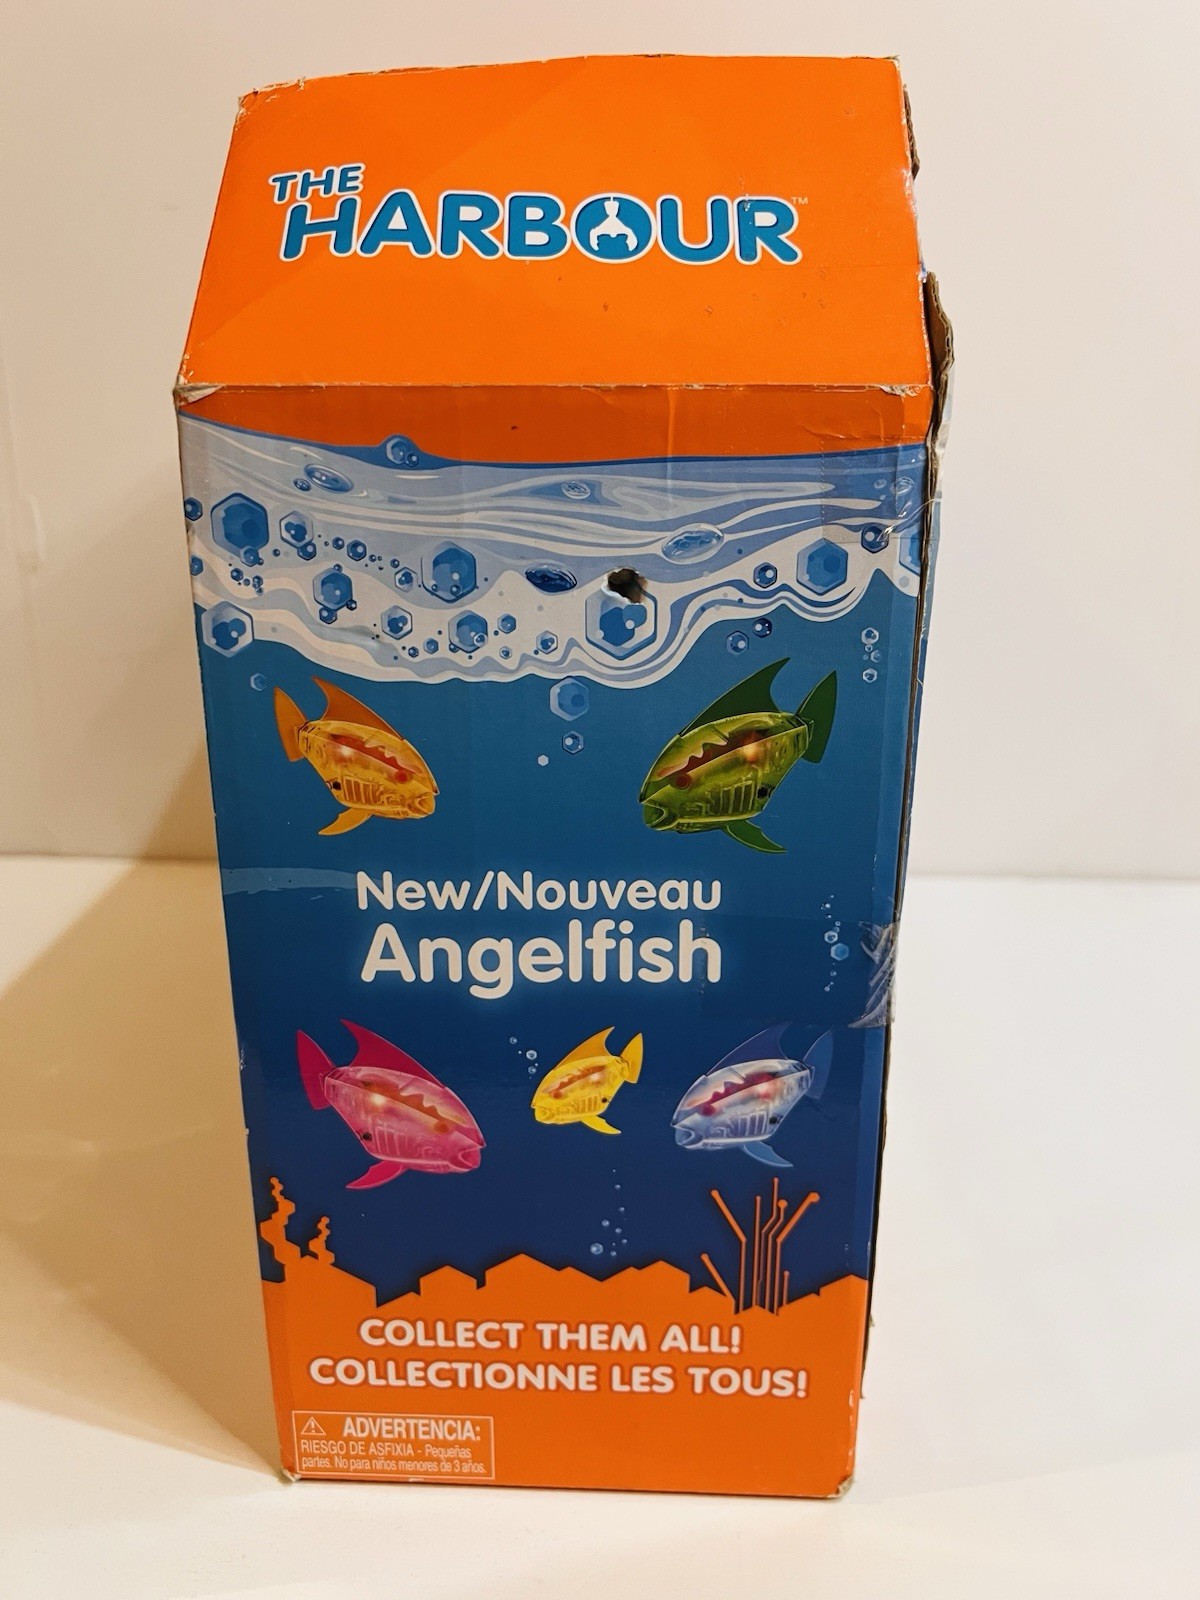 THE
HARBOUR™
New/Nouveau
Angelfish
COLLECT THEM ALL!
COLLECTIONNE LES TOUS!
ADVERTENCIA:
RIESGO DE ASFIXIA - Pequeñas
partes. No para niños menores de 3 años.